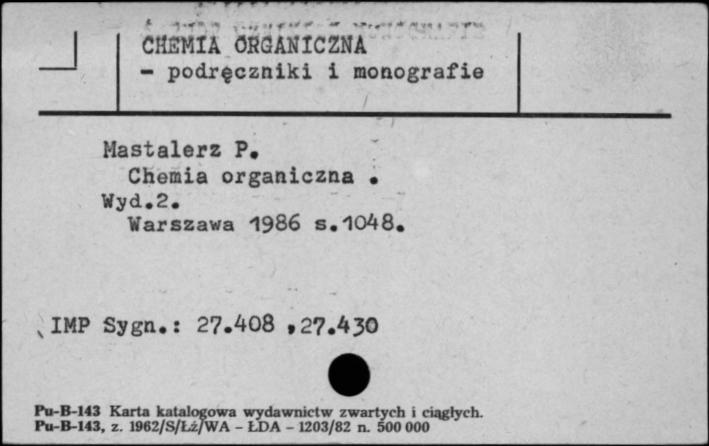 CHEMIA ORGANICZNA
- podręczniki i monografie
Mastalerz P.
Chemia organiczna .
Wyd.2.
Warszawa 1986 s.1048.
IMP Sygn.: 27.408 ,27.430
Pu-B-143 Karta katalogowa wydawnictw zwartych i ciągłych.
Pu-B-143, z. 1962/S/Łź/WA - ŁDA - 1203/82 n. 500 000